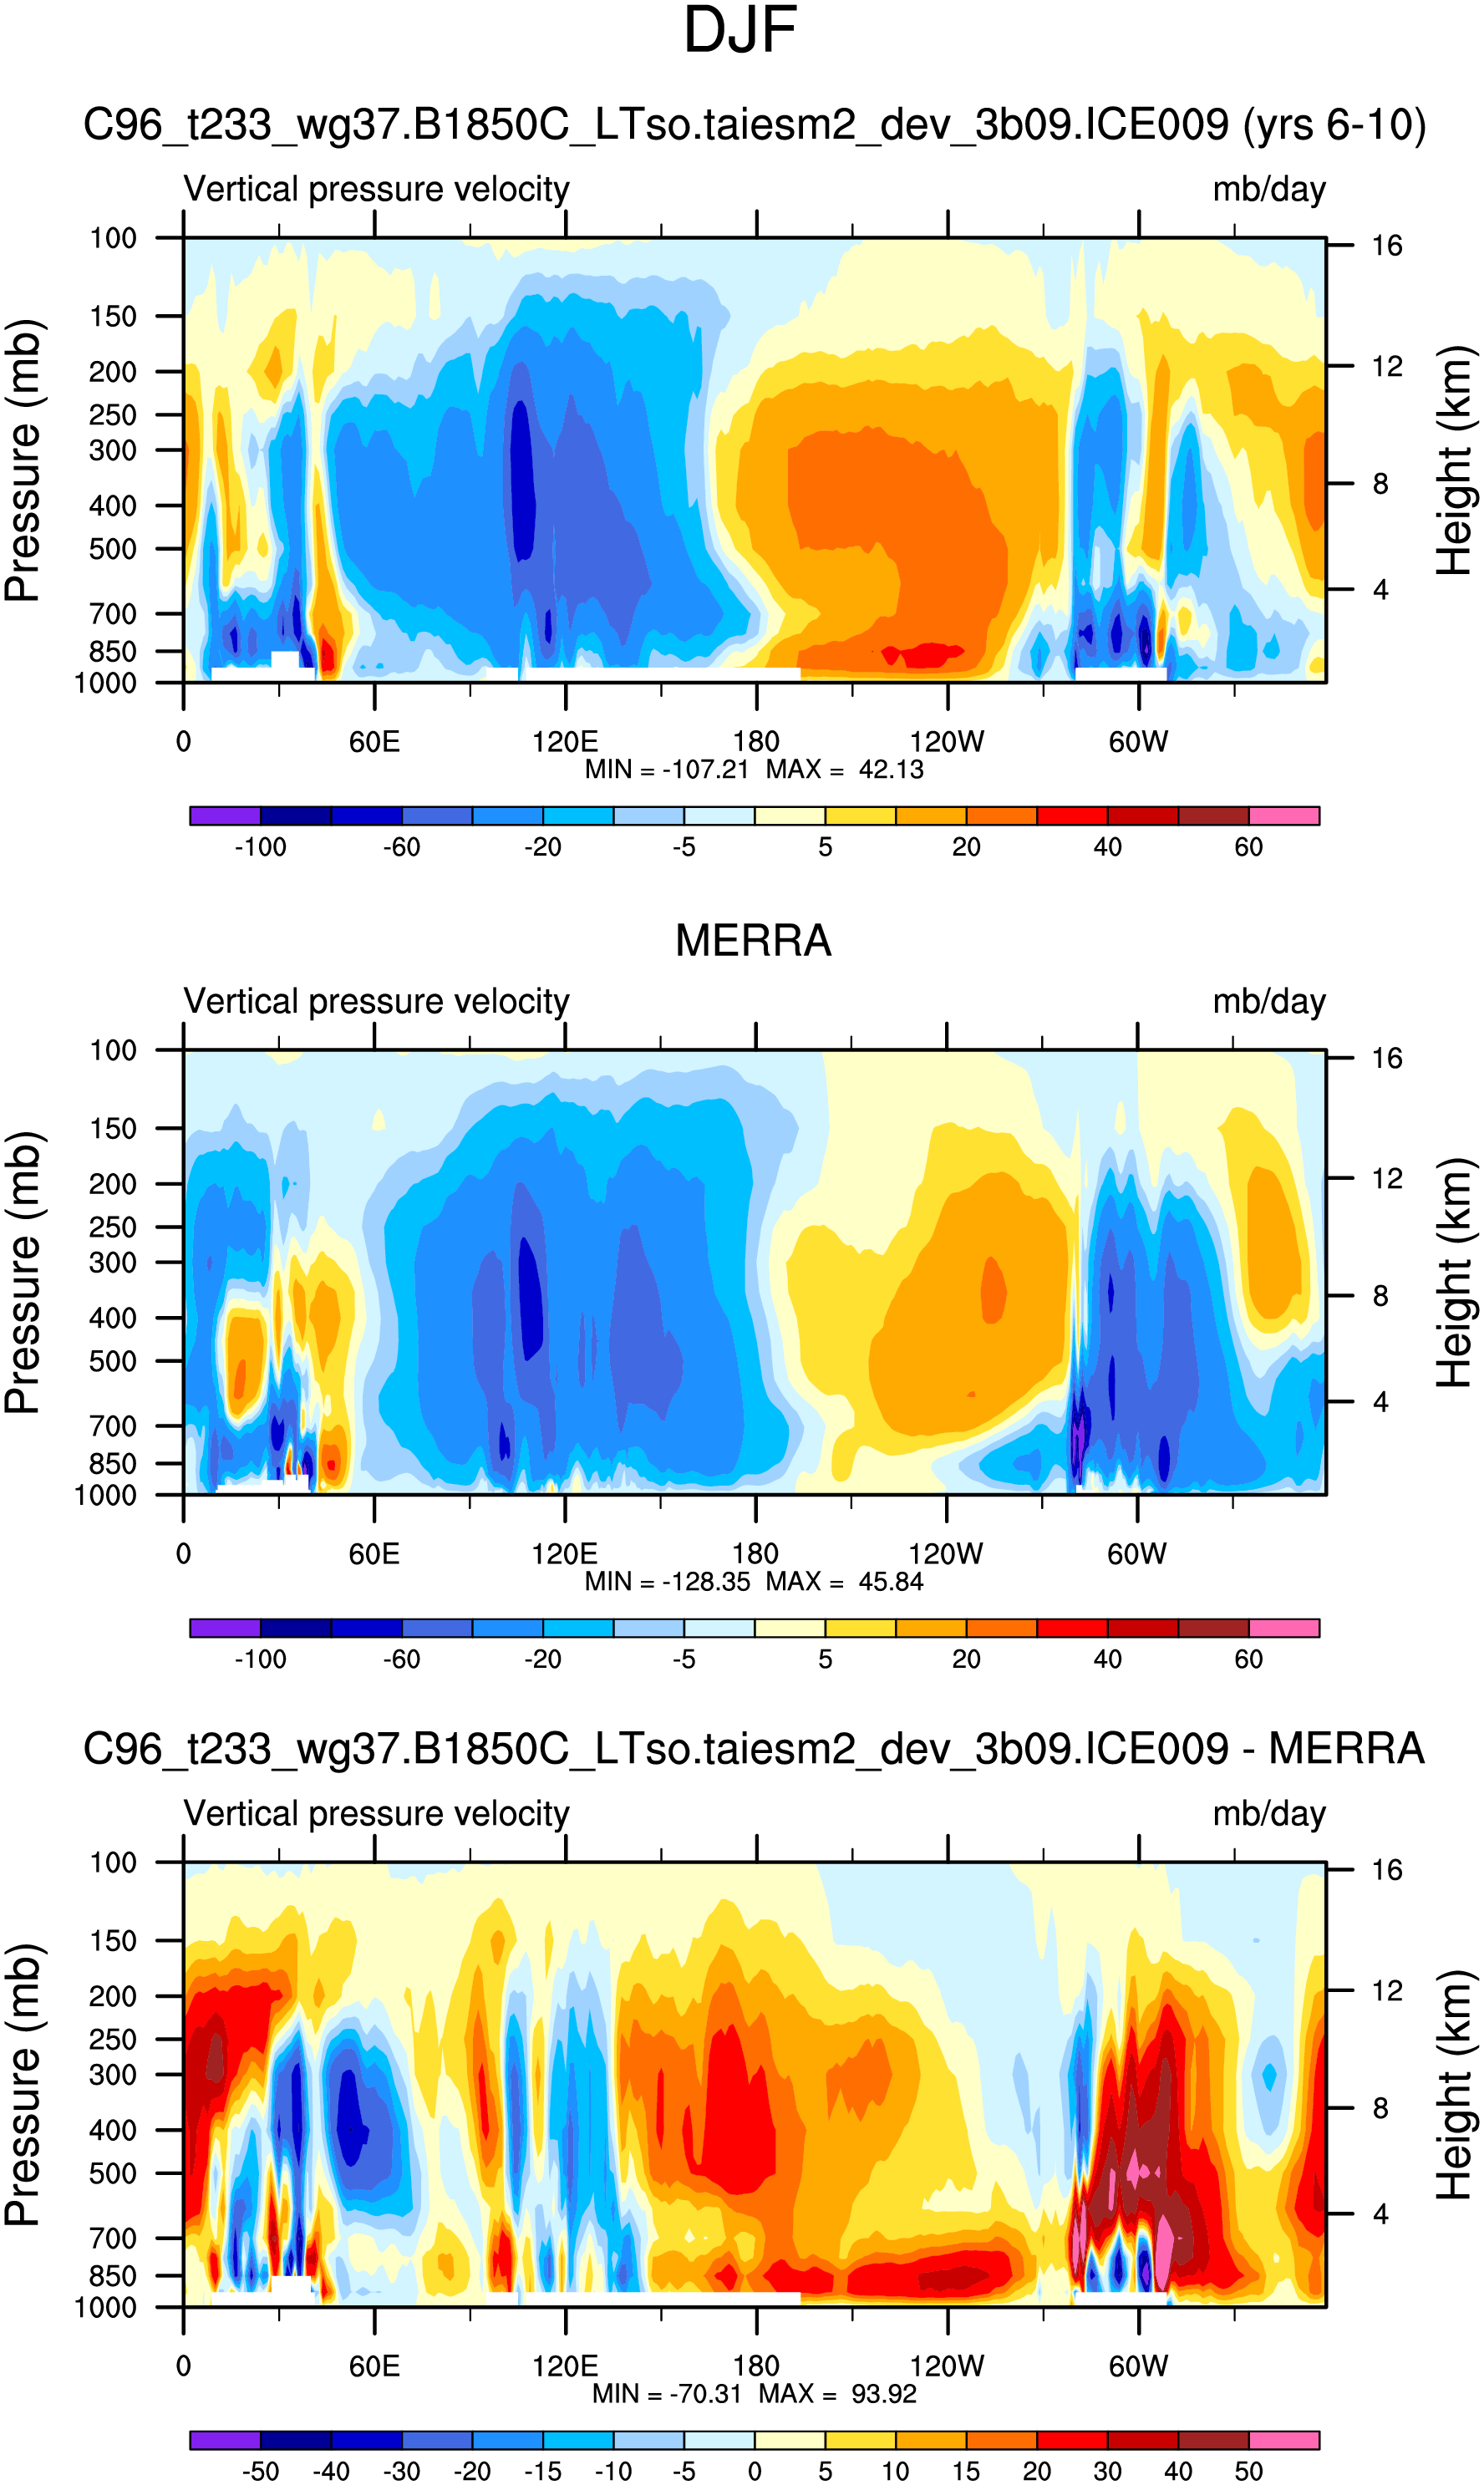 DJF
C96_t233_wg37.B1850C_LTso.taiesm2_dev_3b09.ICE009 (yrs 6-10)
Vertical pressure velocity mb/day
Pressure (mb)
100
150
200
250
300
400
500
700
850
1000
16
12
8
4
Height (km)
0 60E 120E 180 120W 60W
MIN = -107.21 MAX = 42.13
-100 -60 -20 -5 5 20 40 60
MERRA
Vertical pressure velocity mb/day
Pressure (mb)
100
150
200
250
300
400
500
700
850
1000
16
12
8
4
Height (km)
0 60E 120E 180 120W 60W
MIN = -128.35 MAX = 45.84
-100 -60 -20 -5 5 20 40 60
C96_t233_wg37.B1850C_LTso.taiesm2_dev_3b09.ICE009 - MERRA
Vertical pressure velocity mb/day
Pressure (mb)
100
150
200
250
300
400
500
700
850
1000
16
12
8
4
Height (km)
0 60E 120E 180 120W 60W
MIN = -70.31 MAX = 93.92
-50 -40 -30 -20 -15 -10 -5 0 5 10 15 20 30 40 50